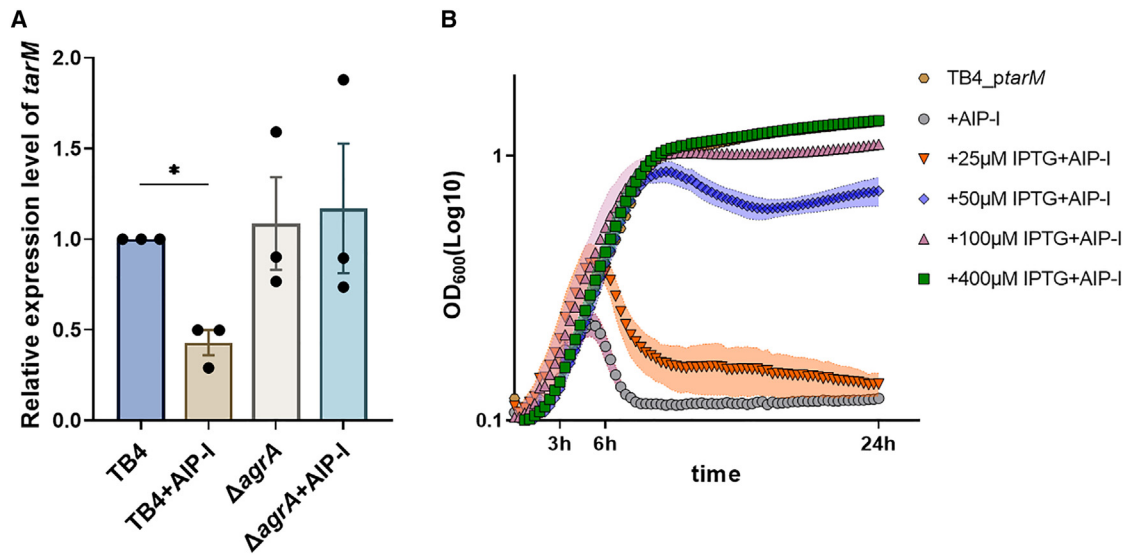 A
Relative expression level of tarM
2.0
1.5
1.0
0.5
0.0
*
TB4
TB4+AIP-I
ΔagrA
ΔagrA+AIP-I
B
OD600(Log10)
1
0.1
3h
6h
24h
time
TB4_ptarM
+AIP-I
+25μM IPTG+AIP-I
+50μM IPTG+AIP-I
+100μM IPTG+AIP-I
+400μM IPTG+AIP-I